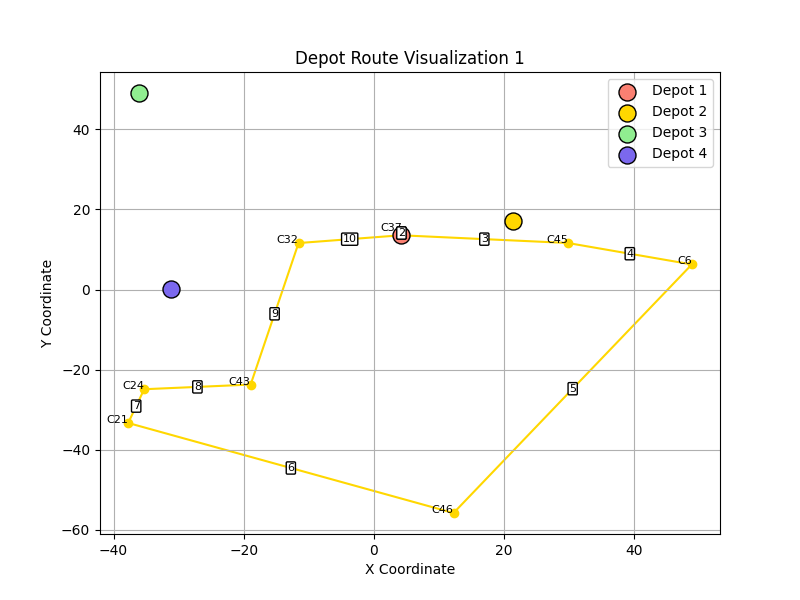 Depot Route Visualization 1
Depot 1
Depot 2
Depot 3
Depot 4
Y Coordinate
40
20
0
−20
−40
−60
C37
2
C32
10
3
C45
4
C6
9
C24
8
C43
7
C21
5
6
C46
−40
−20
0
20
40
X Coordinate